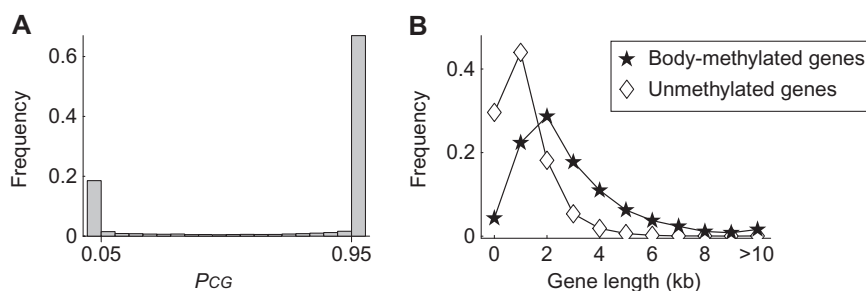 A
Frequency
0.6
0.4
0.2
0
0.05
0.95
PCG
B
Frequency
0.4
0.2
0
0 2 4 6 8 >10
Gene length (kb)
Body-methylated genes
Unmethylated genes